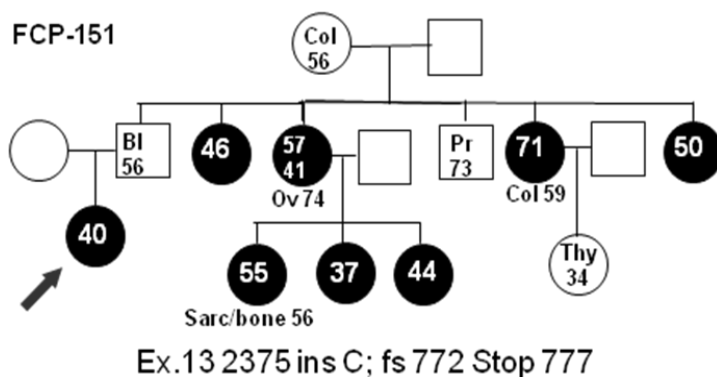 FCP-151
Col
56
Bl
56
46
57
41
Ov 74
Pr
73
71
Col 59
50
40
55
Sarc/bone 56
37
44
Thy
34
Ex.13 2375 ins C; fs 772 Stop 777